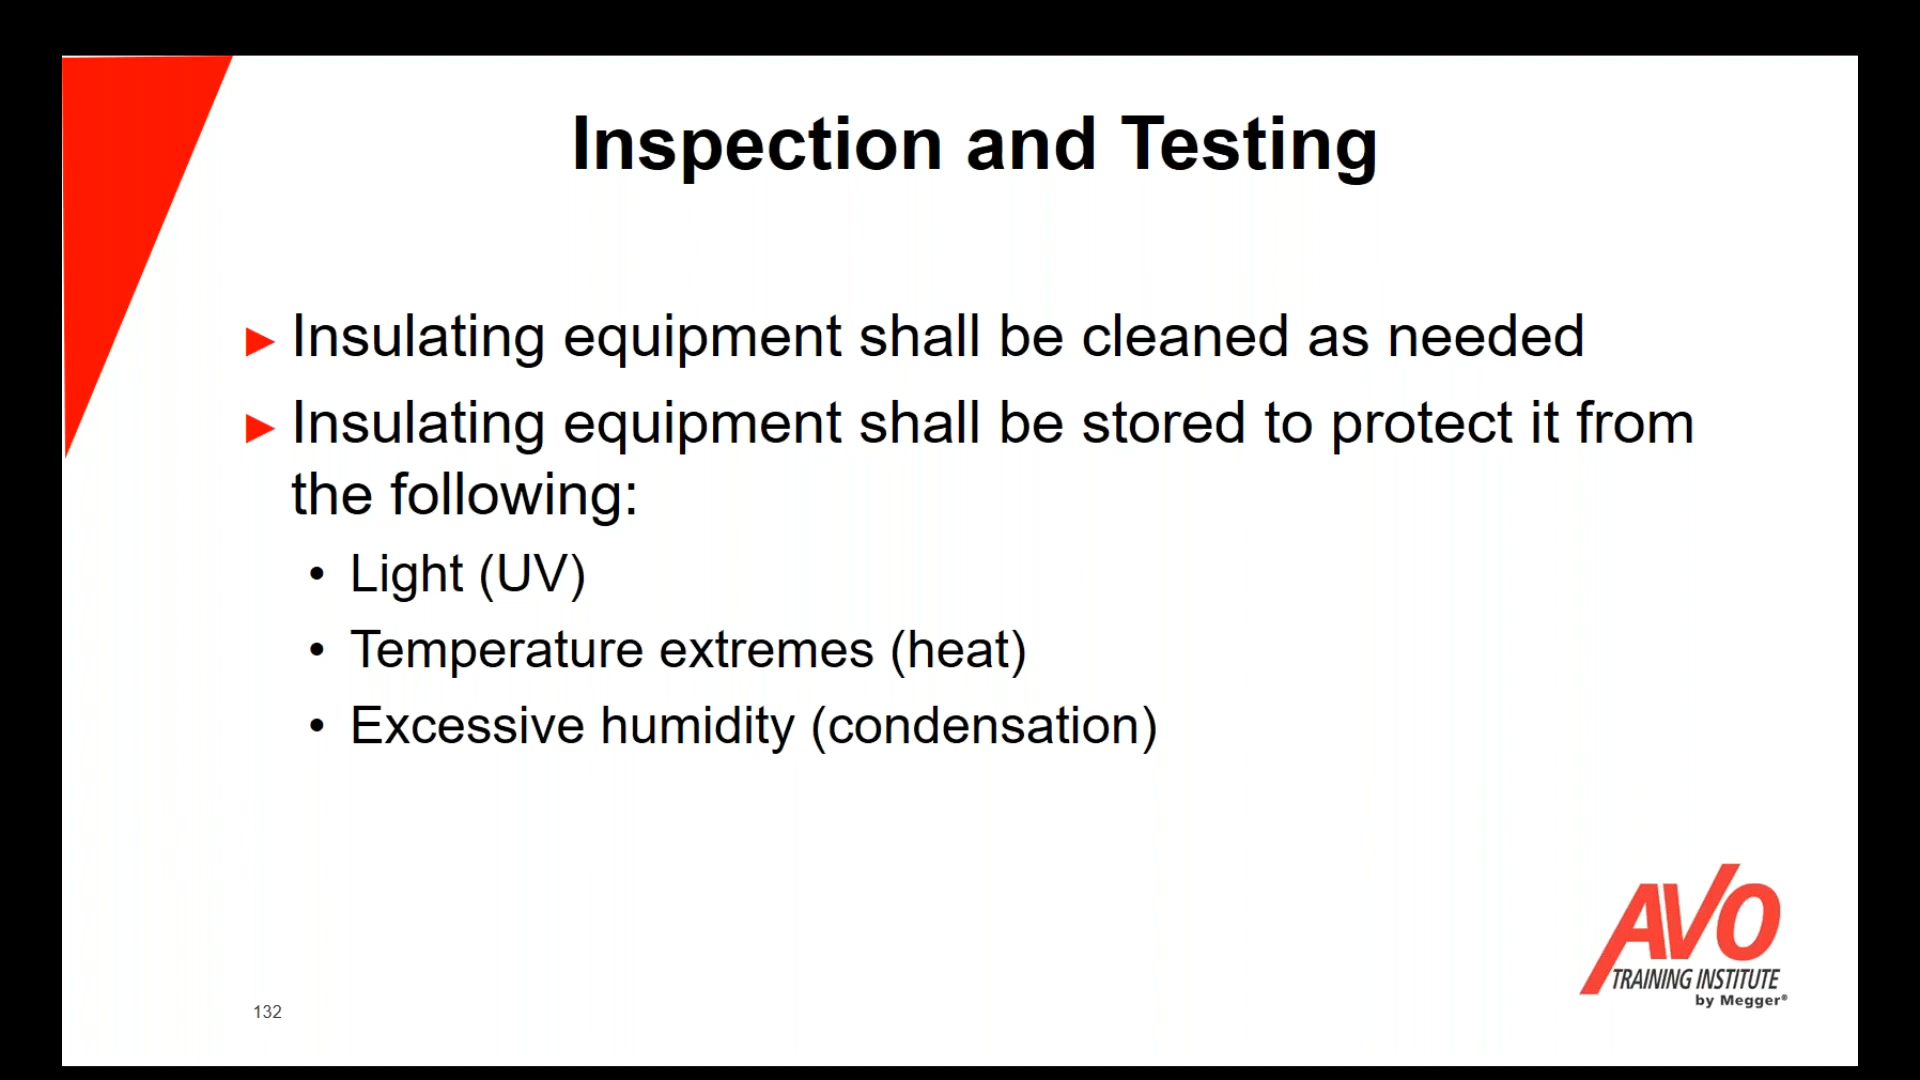 Inspection and Testing
► Insulating equipment shall be cleaned as needed
► Insulating equipment shall be stored to protect it from
the following:
• Light (UV)
• Temperature extremes (heat)
• Excessive humidity (condensation)
AVO
TRAINING INSTITUTE
by Megger®
132